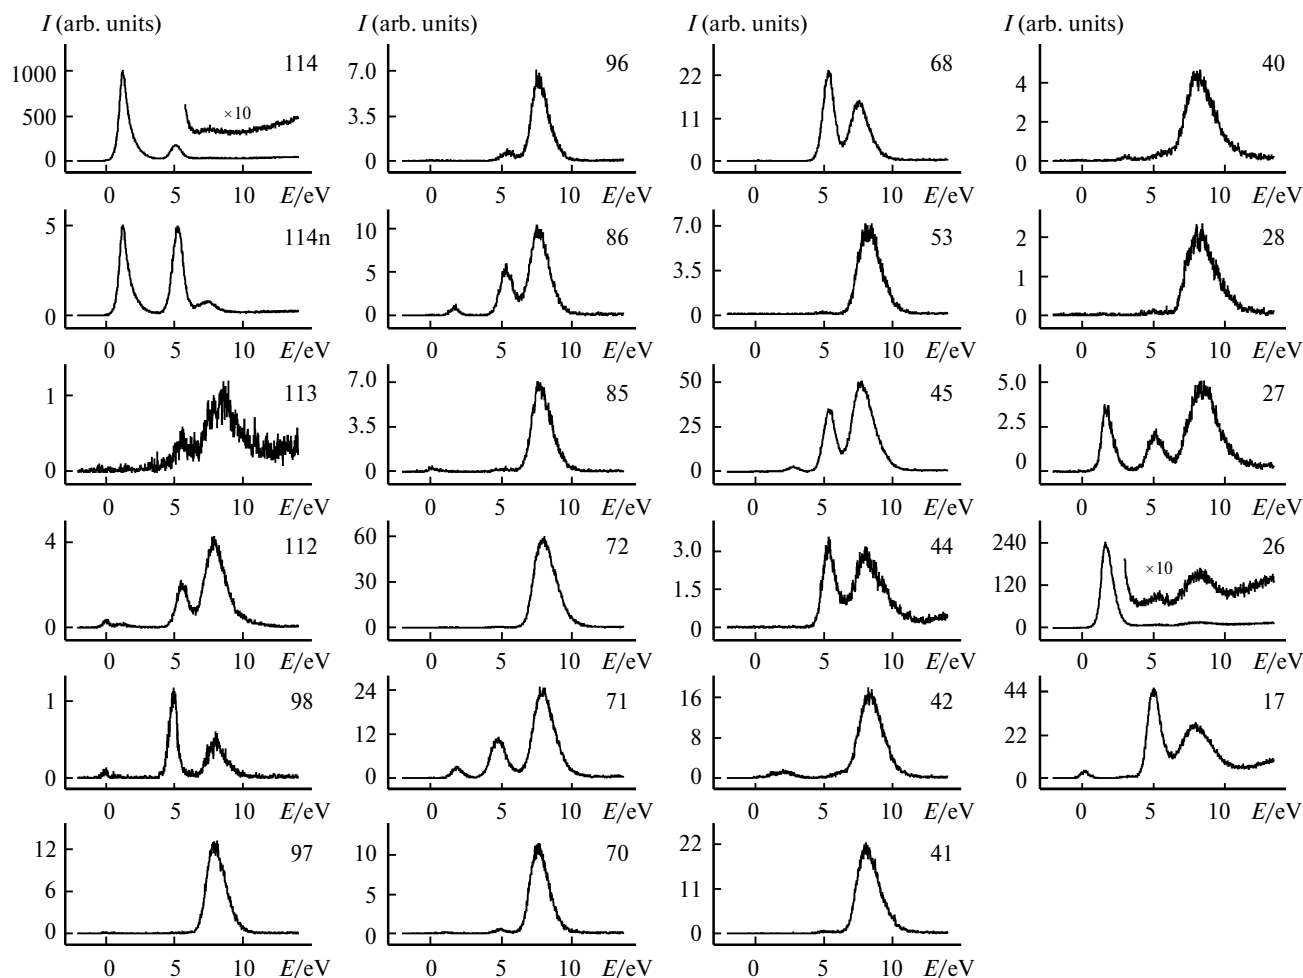 I (arb. units) I (arb. units) I (arb. units) I (arb. units)
1000 500 0 114 ×10
0 5 10 E/eV
7.0 3.5 0 96
0 5 10 E/eV
22 11 0 68
0 5 10 E/eV
4 2 0 40
0 5 10 E/eV
5 0 114n
0 5 10 E/eV
10 5 0 86
0 5 10 E/eV
7.0 3.5 0 53
0 5 10 E/eV
2 1 0 28
0 5 10 E/eV
1 0 113
0 5 10 E/eV
7.0 3.5 0 85
0 5 10 E/eV
50 25 0 45
0 5 10 E/eV
5.0 2.5 0 27
0 5 10 E/eV
4 2 0 112
0 5 10 E/eV
60 30 0 72
0 5 10 E/eV
3.0 1.5 0 44
0 5 10 E/eV
240 120 0 26 ×10
0 5 10 E/eV
1 0 98
0 5 10 E/eV
24 12 0 71
0 5 10 E/eV
16 8 0 42
0 5 10 E/eV
44 22 0 17
0 5 10 E/eV
12 6 0 97
0 5 10 E/eV
10 5 0 70
0 5 10 E/eV
22 11 0 41
0 5 10 E/eV